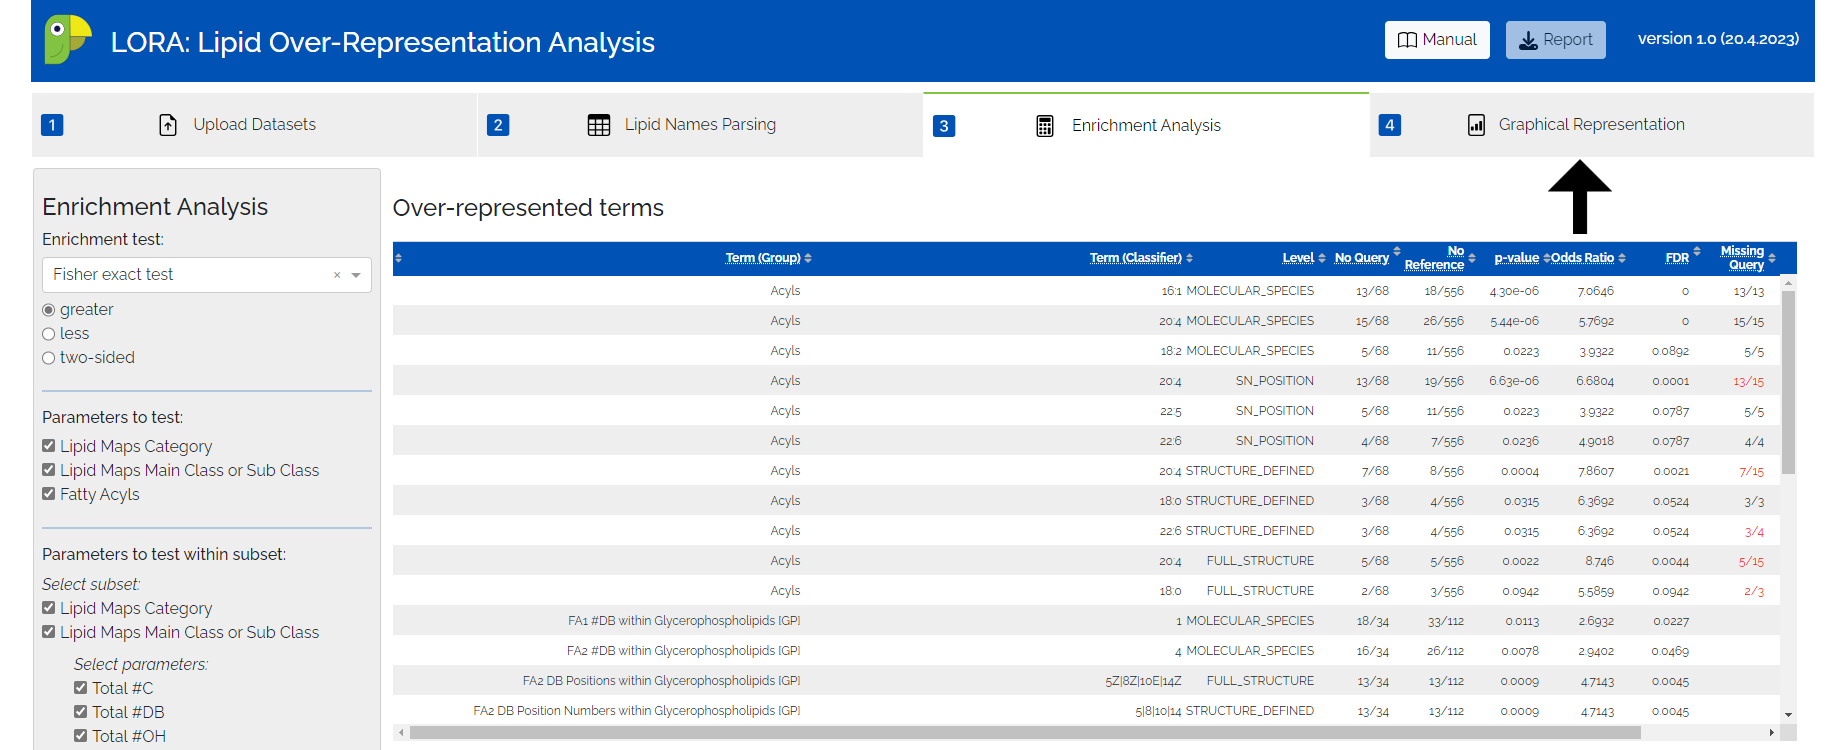 LORA: Lipid Over-Representation Analysis
Manual
Report
version 1.0 (20.4.2023)
1 Upload Datasets
2 Lipid Names Parsing
3 Enrichment Analysis
4 Graphical Representation
Enrichment Analysis
Enrichment test:
Fisher exact test ×
greater
less
two-sided
Parameters to test:
Lipid Maps Category
Lipid Maps Main Class or Sub Class
Fatty Acyls
Parameters to test within subset:
Select subset:
Lipid Maps Category
Lipid Maps Main Class or Sub Class
Select parameters:
Total #C
Total #DB
Total #OH
Over-represented terms
Term (Group) Term (Classifier) Level No Query No Reference p-value Odds Ratio FDR Missing Query
Acyls 16:1 MOLECULAR_SPECIES 13/68 18/556 4.30e-06 7.0646 0 13/13
Acyls 20:4 MOLECULAR_SPECIES 15/68 26/556 5.44e-06 5.7692 0 15/15
Acyls 18:2 MOLECULAR_SPECIES 5/68 11/556 0.0223 3.9322 0.0892 5/5
Acyls 20:4 SN_POSITION 13/68 19/556 6.63e-06 6.6804 0.0001 13/15
Acyls 22:5 SN_POSITION 5/68 11/556 0.0223 3.9322 0.0787 5/5
Acyls 22:6 SN_POSITION 4/68 7/556 0.0236 4.9018 0.0787 4/4
Acyls 20:4 STRUCTURE_DEFINED 7/68 8/556 0.0004 7.8607 0.0021 7/15
Acyls 18:0 STRUCTURE_DEFINED 3/68 4/556 0.0315 6.3692 0.0524 3/3
Acyls 22:6 STRUCTURE_DEFINED 3/68 4/556 0.0315 6.3692 0.0524 3/4
Acyls 20:4 FULL_STRUCTURE 5/68 5/556 0.0022 8.746 0.0044 5/15
Acyls 18:0 FULL_STRUCTURE 2/68 3/556 0.0942 5.5859 0.0942 2/3
FA1 #DB within Glycerophospholipids [GP] 1 MOLECULAR_SPECIES 18/34 33/112 0.0113 2.6932 0.0227
FA2 #DB within Glycerophospholipids [GP] 4 MOLECULAR_SPECIES 16/34 26/112 0.0078 2.9402 0.0469
FA2 DB Positions within Glycerophospholipids [GP] 5Z|8Z|10E|14Z FULL_STRUCTURE 13/34 13/112 0.0009 4.7143 0.0045
FA2 DB Position Numbers within Glycerophospholipids [GP] 5|8|10|14 STRUCTURE_DEFINED 13/34 13/112 0.0009 4.7143 0.0045